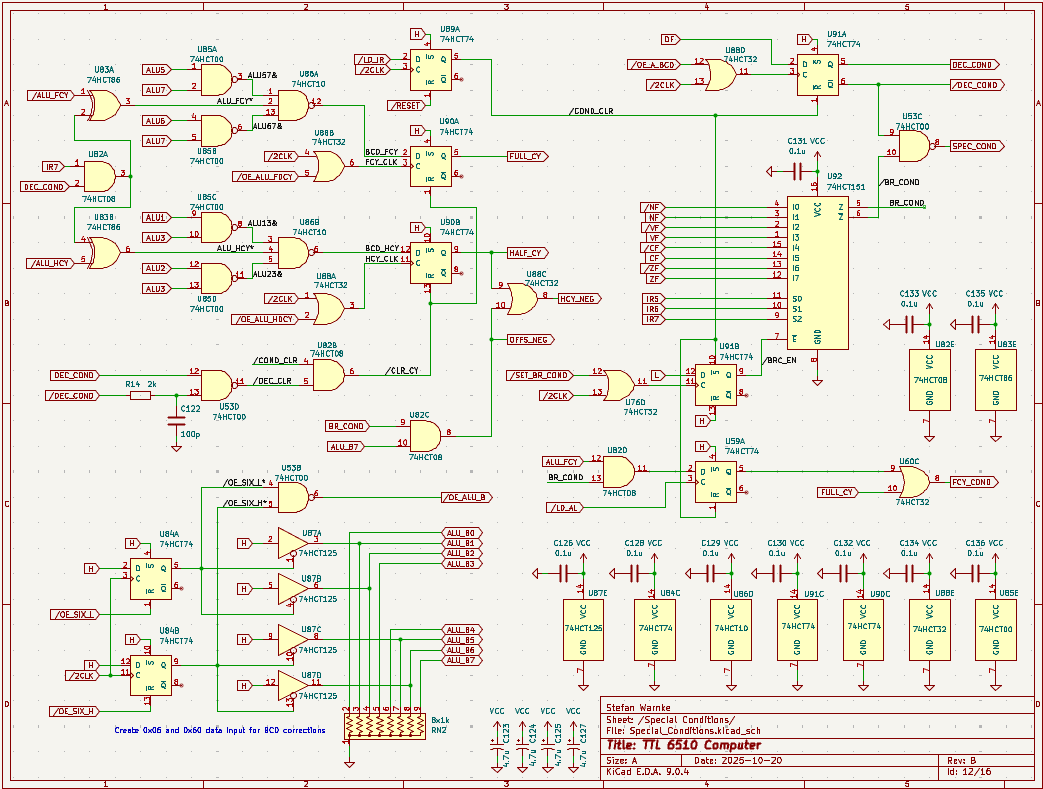 1 2 3 4 5
A B C D
U83A
74HCT86
/ALU_FCY
U85A
74HCT00
ALU5
ALU7
ALU67&
ALU_FCY*
U86A
74HCT10
ALU6
ALU7
ALU67&
U85B
74HCT00
U82A
74HCT08
IR7
DEC_COND
U88B
74HCT32
/2CLK
/OE_ALU_FDCY
BCD_FCY
FCY_CLK
U89A
74HCT74
/LD_IR
/2CLK
/RESET
H
U90A
74HCT74
FULL_CY
/COND_CLR
DF
/OE_A_BCD
/2CLK
U88D
74HCT32
U91A
74HCT74
DEC_COND
/DEC_COND
U53C
74HCT00
SPEC_COND
/BR_COND
BR_COND
C131 VCC
0.1u
U92
74HCT151
/NF
NF
/VF
VF
/CF
CF
/ZF
ZF
IR5
IR6
IR7
I0
I1
I2
I3
I4
I5
I6
I7
S0
S1
S2
E
Z
Z
VCC
GND
U83B
74HCT86
/ALU_HCY
U85C
74HCT00
ALU1
ALU3
ALU13&
ALU_HCY*
U86B
74HCT10
ALU2
ALU3
ALU23&
U85D
74HCT00
U88A
74HCT32
/2CLK
/OE_ALU_HDCY
BCD_HCY
HCY_CLK
U90B
74HCT74
HALF_CY
U88C
74HCT32
HCY_NEG
OFFS_NEG
U82B
74HCT08
/COND_CLR
/DEC_CLR
/CLR_CY
DEC_COND
/DEC_COND
R14 2k
C122
100p
U53D
74HCT00
BR_COND
ALU_B7
U82C
74HCT08
/SET_BR_COND
/2CLK
U76D
74HCT32
L
U91B
74HCT74
/BRC_EN
H
C133 VCC
0.1u
U82E
74HCT08
C135 VCC
0.1u
U83E
74HCT86
ALU_FCY
BR_COND
U82D
74HCT08
/LD_AL
H
U59A
74HCT74
FULL_CY
U60C
74HCT32
FCY_COND
U53B
74HCT00
/OE_SIX_L*
/OE_SIX_H*
/OE_ALU_B
U84A
74HCT74
H
/OE_SIX_L
U84B
74HCT74
H
/2CLK
/OE_SIX_H
U87A
74HCT125
U87B
74HCT125
U87C
74HCT125
U87D
74HCT125
ALU_B0
ALU_B1
ALU_B2
ALU_B3
ALU_B4
ALU_B5
ALU_B6
ALU_B7
8x1k
RN2
Create 0x06 and 0x60 data input for BCD corrections
C126 VCC
0.1u
U87E
74HCT125
C128 VCC
0.1u
U84C
74HCT74
C129 VCC
0.1u
U86D
74HCT10
C130 VCC
0.1u
U91C
74HCT74
C132 VCC
0.1u
U90C
74HCT74
C134 VCC
0.1u
U88E
74HCT32
C136 VCC
0.1u
U85E
74HCT00
VCC VCC VCC VCC
C123
4.7u
C124
4.7u
C125
4.7u
C127
4.7u
Stefan Warnke
Sheet: /Special Conditions/
File: Special_Conditions.kicad_sch
Title: TTL 6510 Computer
Size: A Date: 2025-10-20 Rev: B
KiCad E.D.A. 9.0.4 Id: 12/16